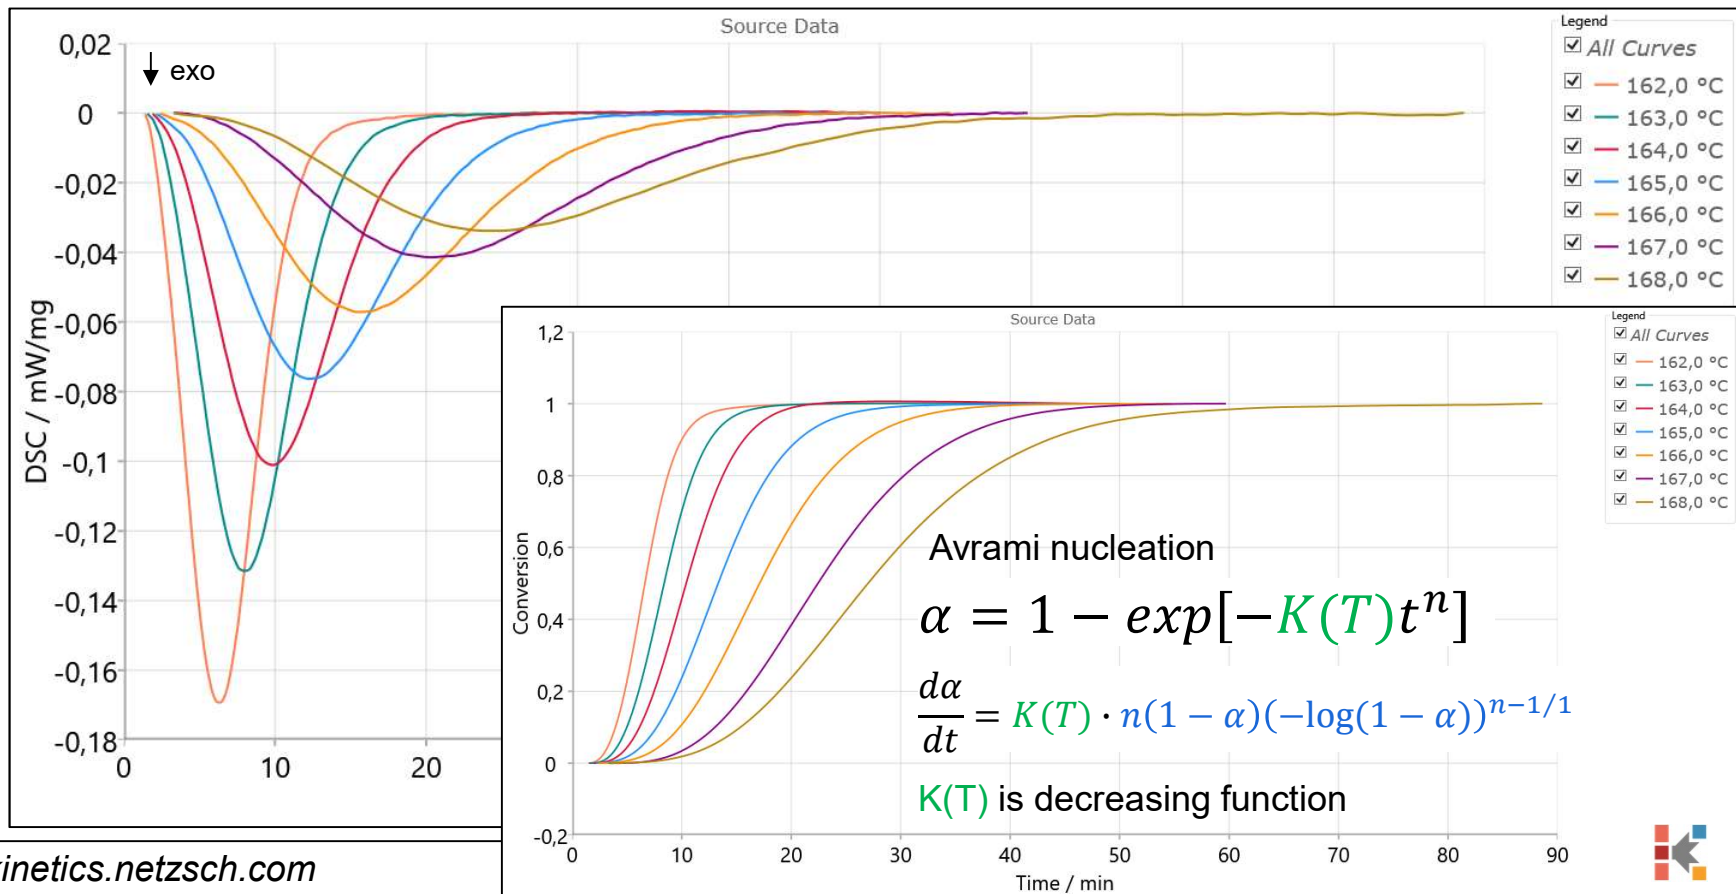 Source Data
Legend
All Curves
162,0 °C
163,0 °C
164,0 °C
165,0 °C
166,0 °C
167,0 °C
168,0 °C
exo
DSC / mW/mg
0,02
0
-0,02
-0,04
-0,06
-0,08
-0,1
-0,12
-0,14
-0,16
-0,18
0 10 20
Source Data
Legend
All Curves
162,0 °C
163,0 °C
164,0 °C
165,0 °C
166,0 °C
167,0 °C
168,0 °C
Conversion
1,2
1
0,8
0,6
0,4
0,2
0
-0,2
Avrami nucleation
α = 1 − exp[−K(T)tⁿ]
dα/dt = K(T) · n(1 − α)(−log(1 − α))ⁿ⁻¹/¹
K(T) is decreasing function
0 10 20 30 40 50 60 70 80 90
Time / min
kinetics.netzsch.com